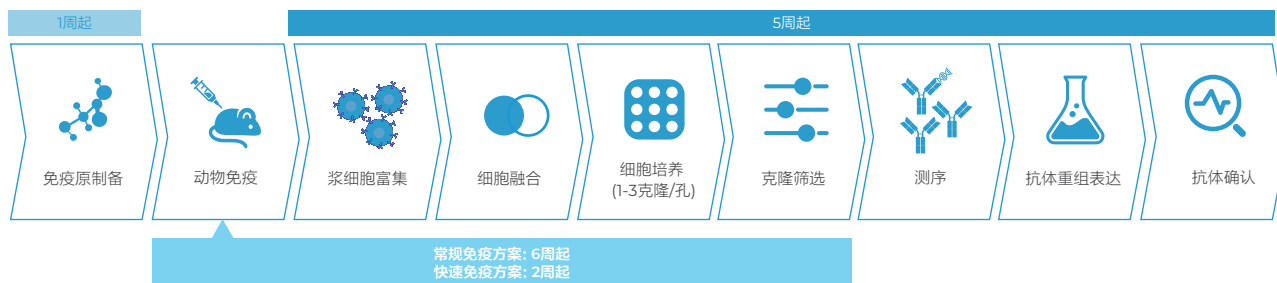 1周起
5周起
免疫原制备
动物免疫
浆细胞富集
细胞融合
细胞培养
(1-3克隆/孔)
克隆筛选
测序
抗体重组表达
抗体确认
常规免疫方案: 6周起
快速免疫方案: 2周起